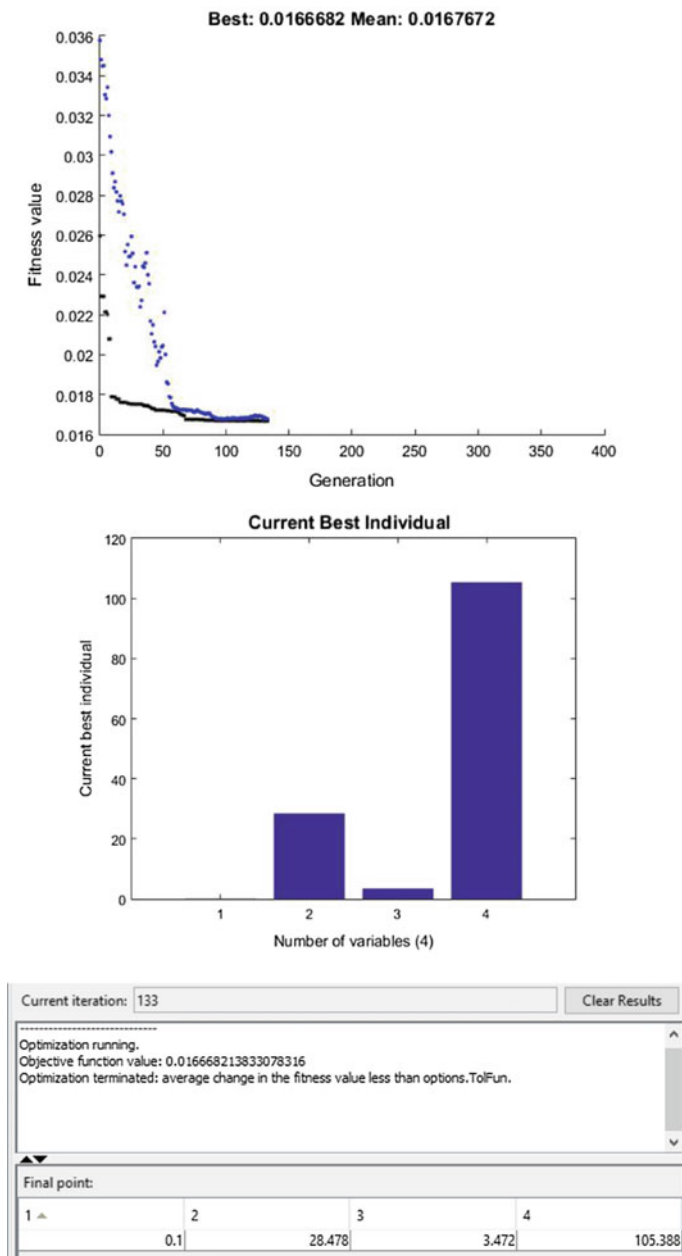 Best: 0.0166682 Mean: 0.0167672
0.036
0.034
0.032
0.03
0.028
0.026
0.024
0.022
0.02
0.018
0.016
Fitness value
0 50 100 150 200 250 300 350 400
Generation
Current Best Individual
120
100
80
60
40
20
0
Current best individual
1 2 3 4
Number of variables (4)
Current iteration: 133 Clear Results
Optimization running.
Objective function value: 0.016668213833078316
Optimization terminated: average change in the fitness value less than options.TolFun.
Final point:
1 2 3 4
0.1 28.478 3.472 105.388